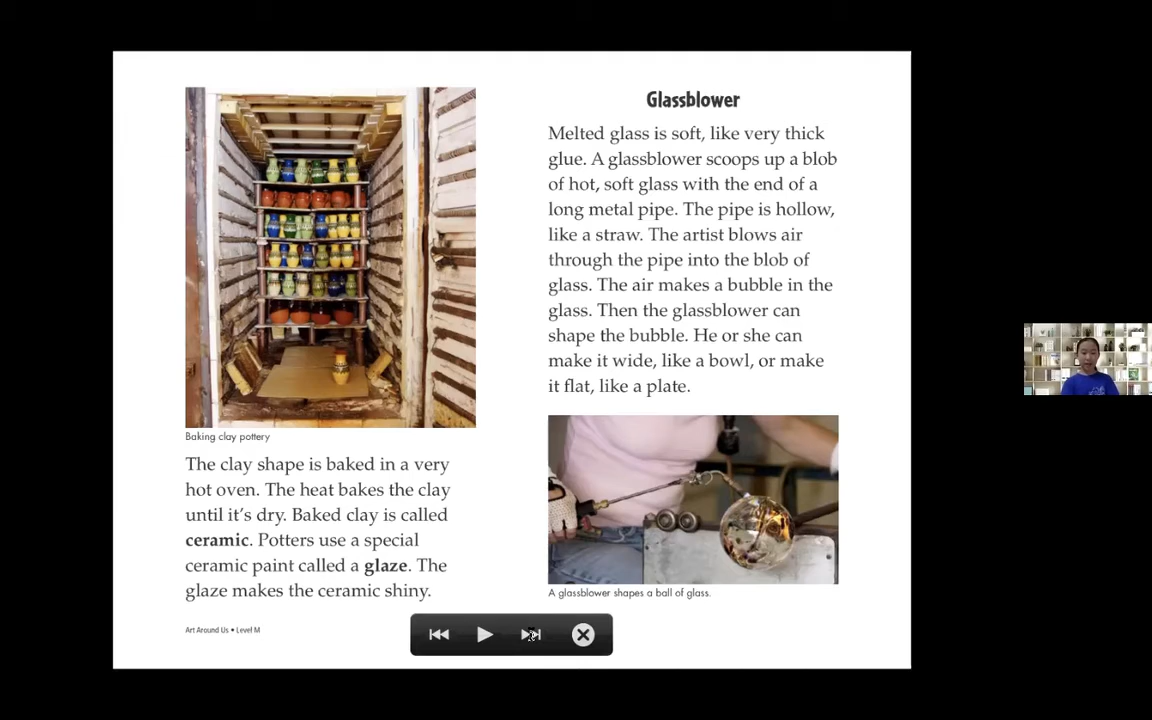 Baking clay pottery
The clay shape is baked in a very
hot oven. The heat bakes the clay
until it's dry. Baked clay is called
ceramic. Potters use a special
ceramic paint called a glaze. The
glaze makes the ceramic shiny.
Art Around Us • Level M
Glassblower
Melted glass is soft, like very thick
glue. A glassblower scoops up a blob
of hot, soft glass with the end of a
long metal pipe. The pipe is hollow,
like a straw. The artist blows air
through the pipe into the blob of
glass. The air makes a bubble in the
glass. Then the glassblower can
shape the bubble. He or she can
make it wide, like a bowl, or make
it flat, like a plate.
A glassblower shapes a ball of glass.